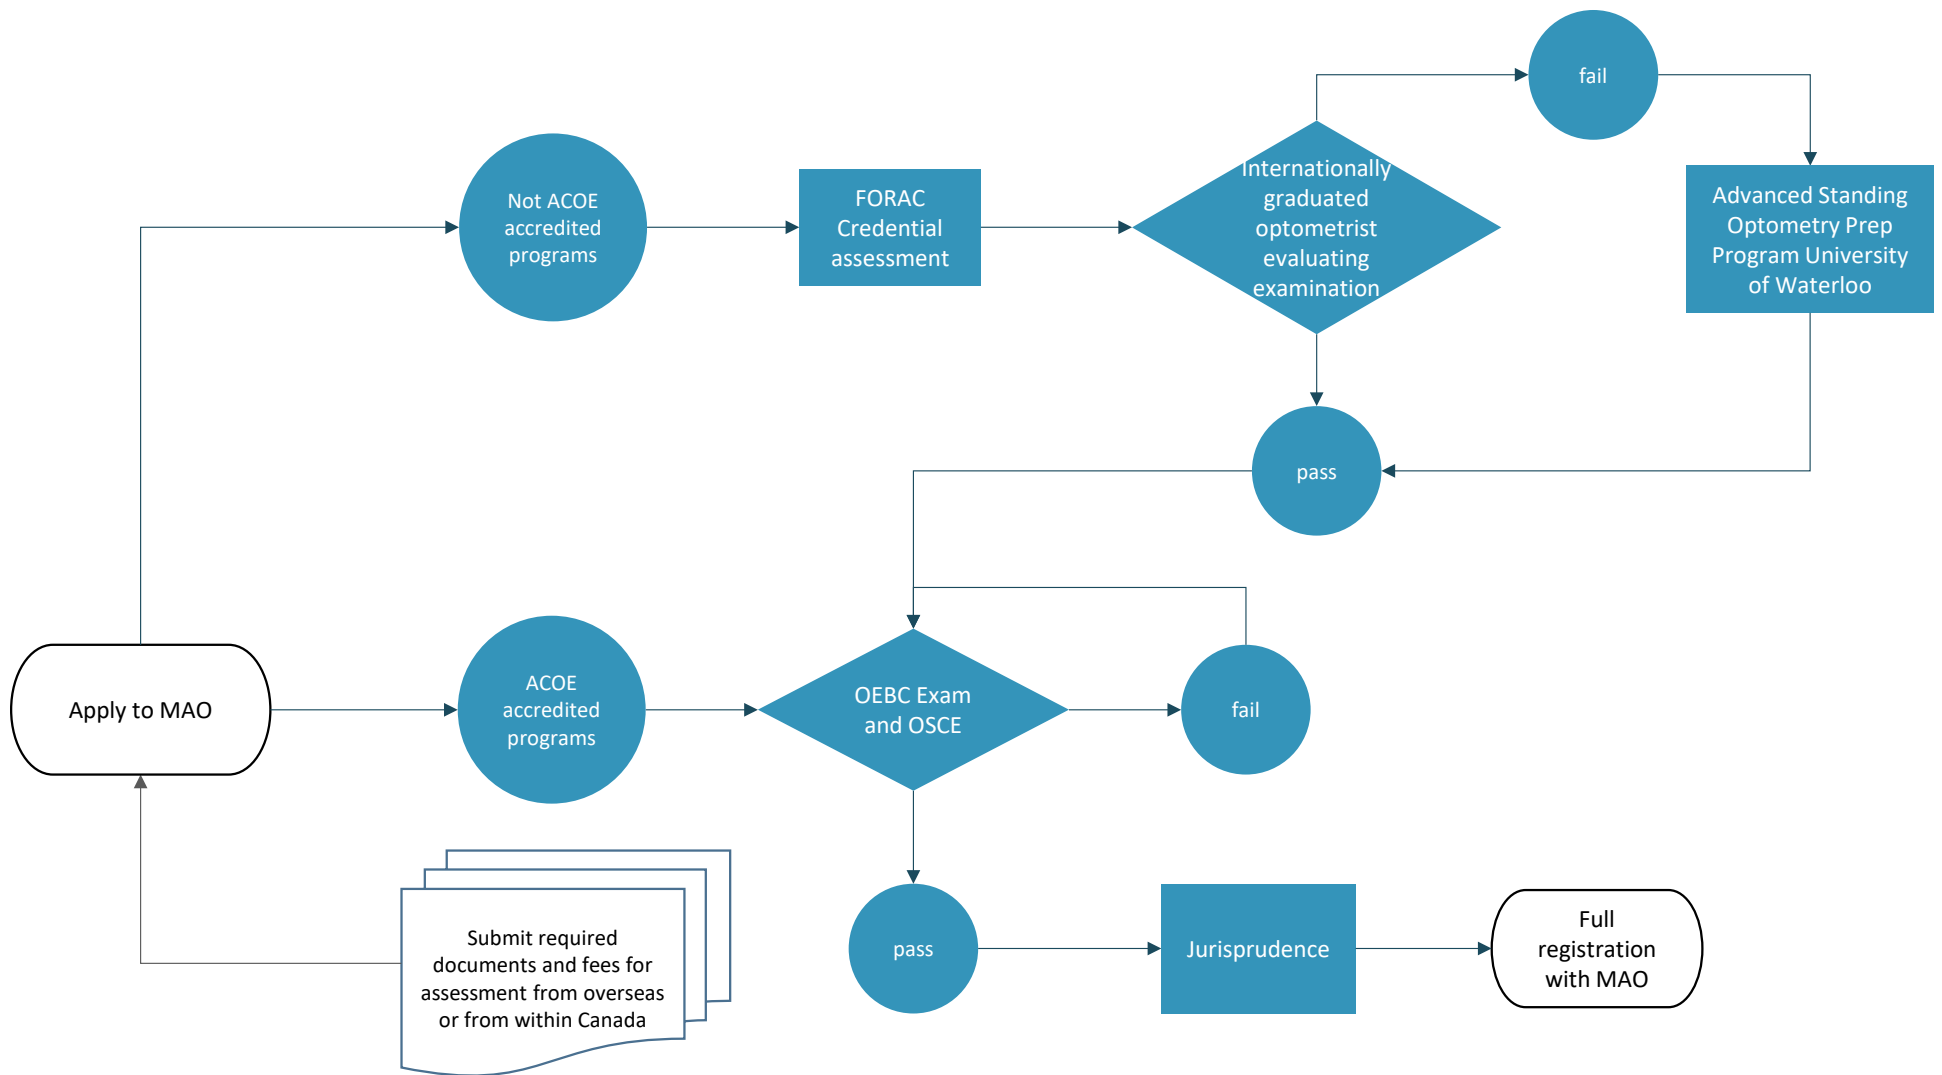 fail
Not ACOE
accredited
programs
FORAC
Credential
assessment
Internationally
graduated
optometrist
evaluating
examination
Advanced Standing
Optometry Prep
Program University
of Waterloo
pass
Apply to MAO
ACOE
accredited
programs
OEBC Exam
and OSCE
fail
Submit required
documents and fees for
assessment from overseas
or from within Canada
pass
Jurisprudence
Full
registration
with MAO